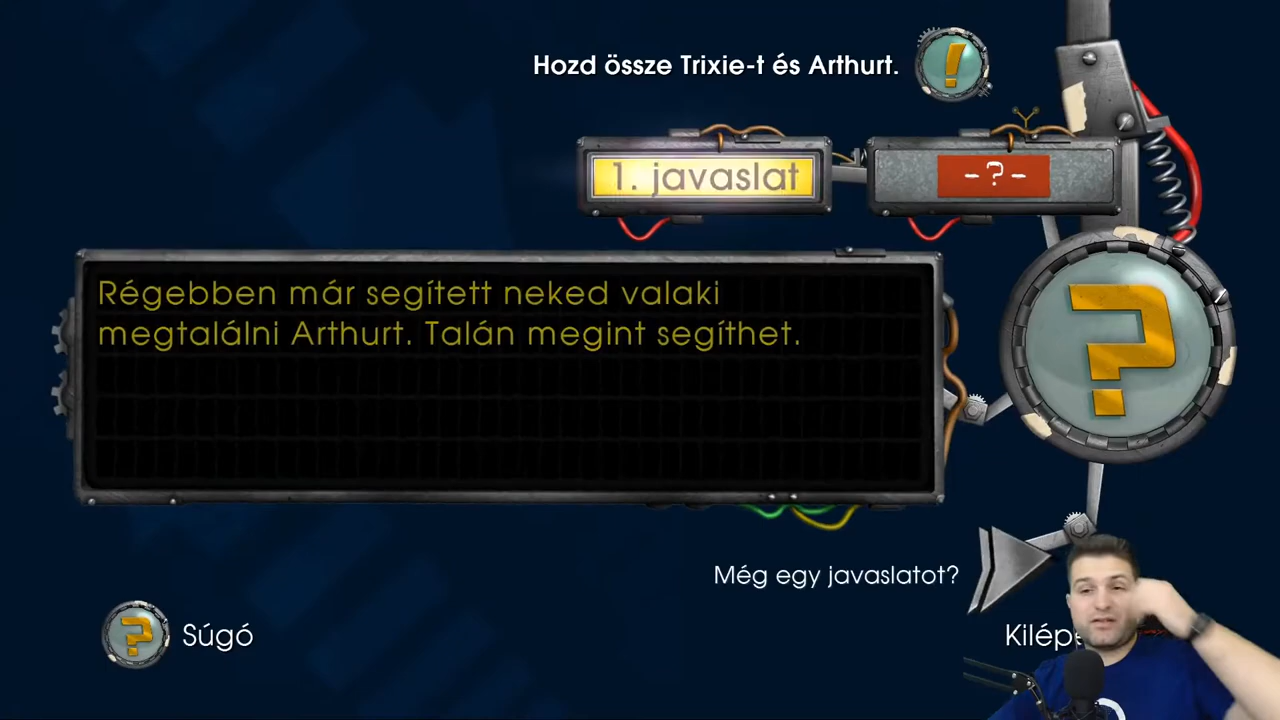 Hozd össze Trixie-t és Arthurt.
1. javaslat
- ? -
Régebben már segített neked valaki
megtalálni Arthurt. Talán megint segíthet.
Még egy javaslatot?
Súgó